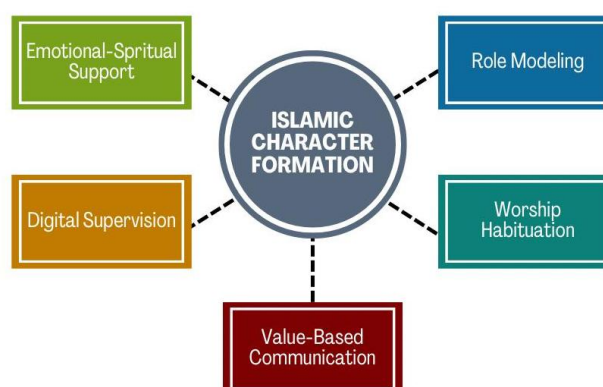 Emotional-Spritual
Support
Role Modeling
ISLAMIC
CHARACTER
FORMATION
Digital Supervision
Worship
Habituation
Value-Based
Communication